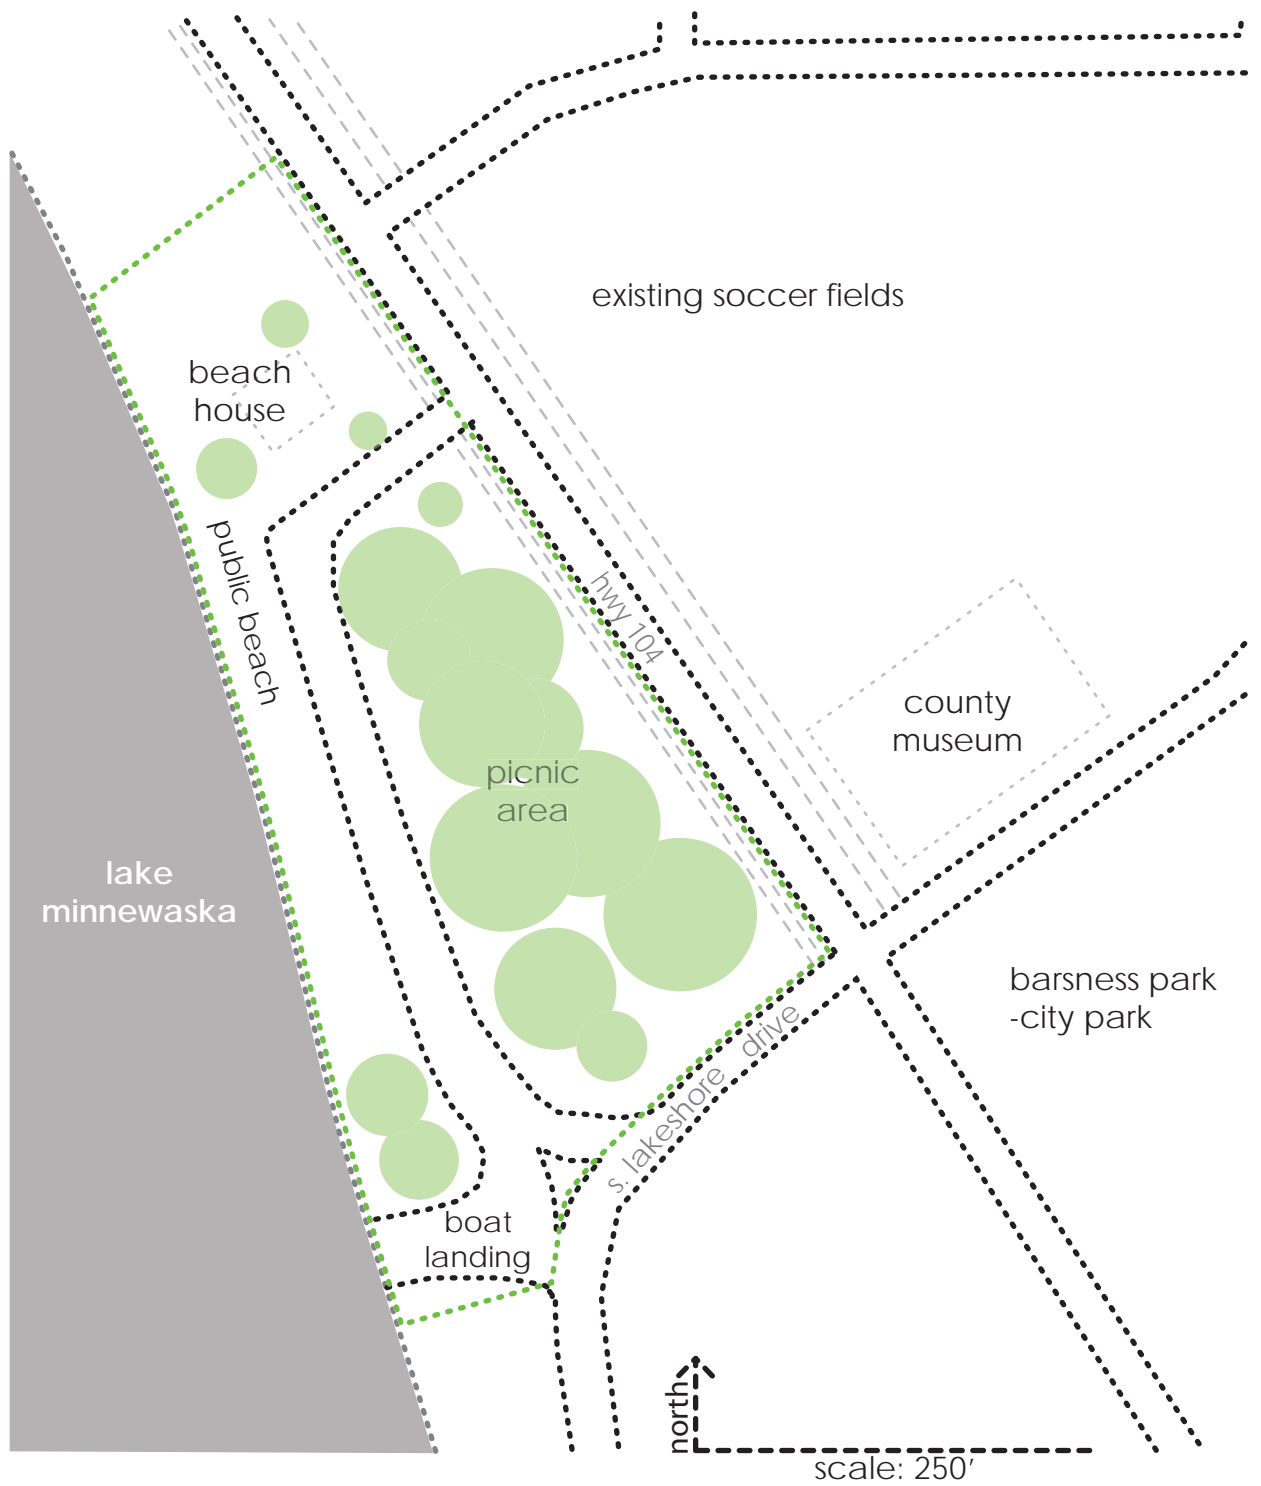 existing soccer fields
beach
house
public beach
hwy 104
county
museum
picnic
area
lake
minnewaska
barsness park
-city park
s. lakeshore drive
boat
landing
north
scale: 250’